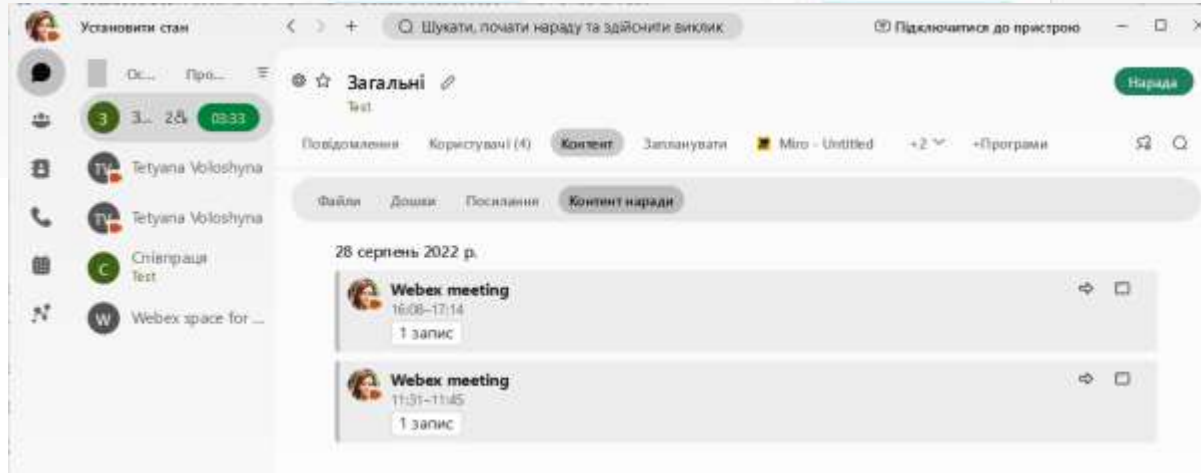 Установити стан
Шукати, почати нараду та здійснити виклик
Підключитися до пристрою
Ос... Про...
З З... 2 03:33
TV Tetyana Voloshyna
TV Tetyana Voloshyna
С Співпраця
Test
W Webex space for ...
Загальні
Test
Нарада
Повідомлення Користувачі (4) Контент Запланувати Miro - Untitled +2 +Програми
Файли Дошки Посилання Контент наради
28 серпень 2022 р.
Webex meeting
16:08–17:14
1 запис
Webex meeting
11:31–11:45
1 запис